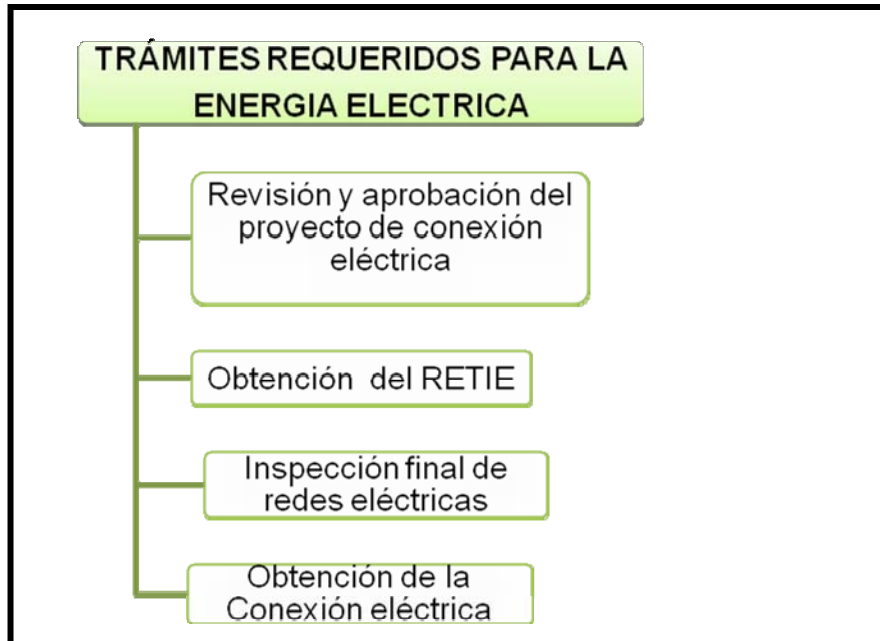 TRÁMITES REQUERIDOS PARA LA
ENERGIA ELECTRICA
Revisión y aprobación del
proyecto de conexión
eléctrica
Obtención del RETIE
Inspección final de
redes eléctricas
Obtención de la
Conexión eléctrica